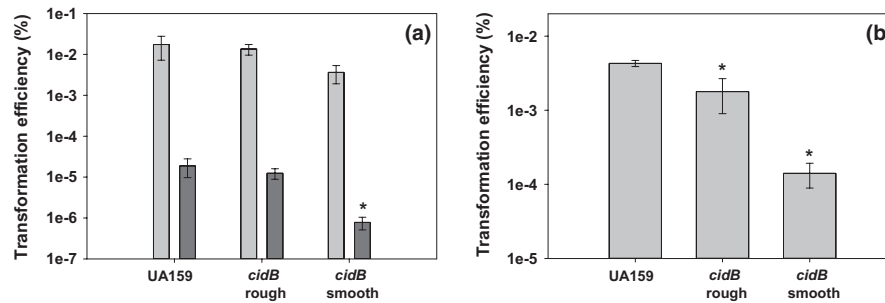 (a)
Transformation efficiency (%)
1e-1
1e-2
1e-3
1e-4
1e-5
1e-6
1e-7
*
UA159
cidB
rough
cidB
smooth
(b)
Transformation efficiency (%)
1e-2
1e-3
1e-4
1e-5
*
*
UA159
cidB
rough
cidB
smooth